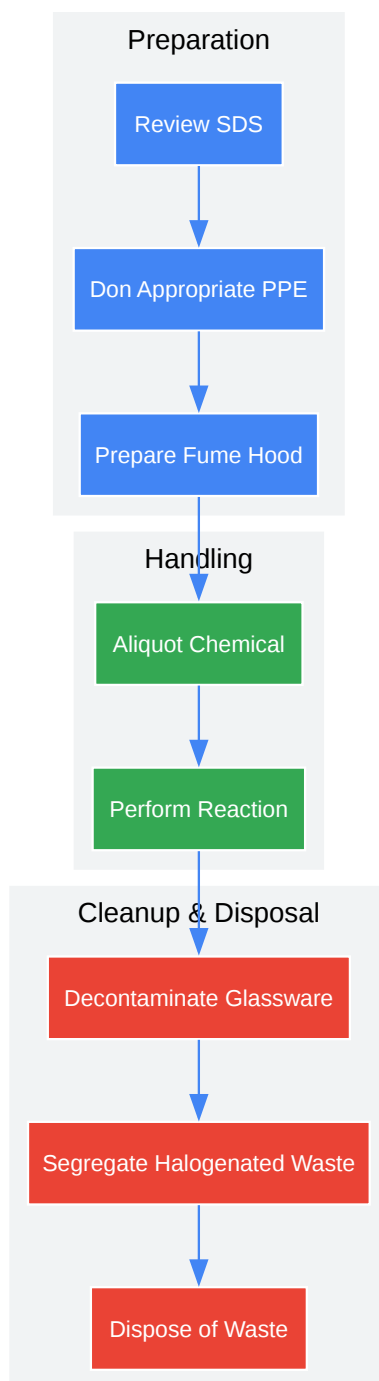 Preparation
Review SDS
Don Appropriate PPE
Prepare Fume Hood
Handling
Aliquot Chemical
Perform Reaction
Cleanup & Disposal
Decontaminate Glassware
Segregate Halogenated Waste
Dispose of Waste